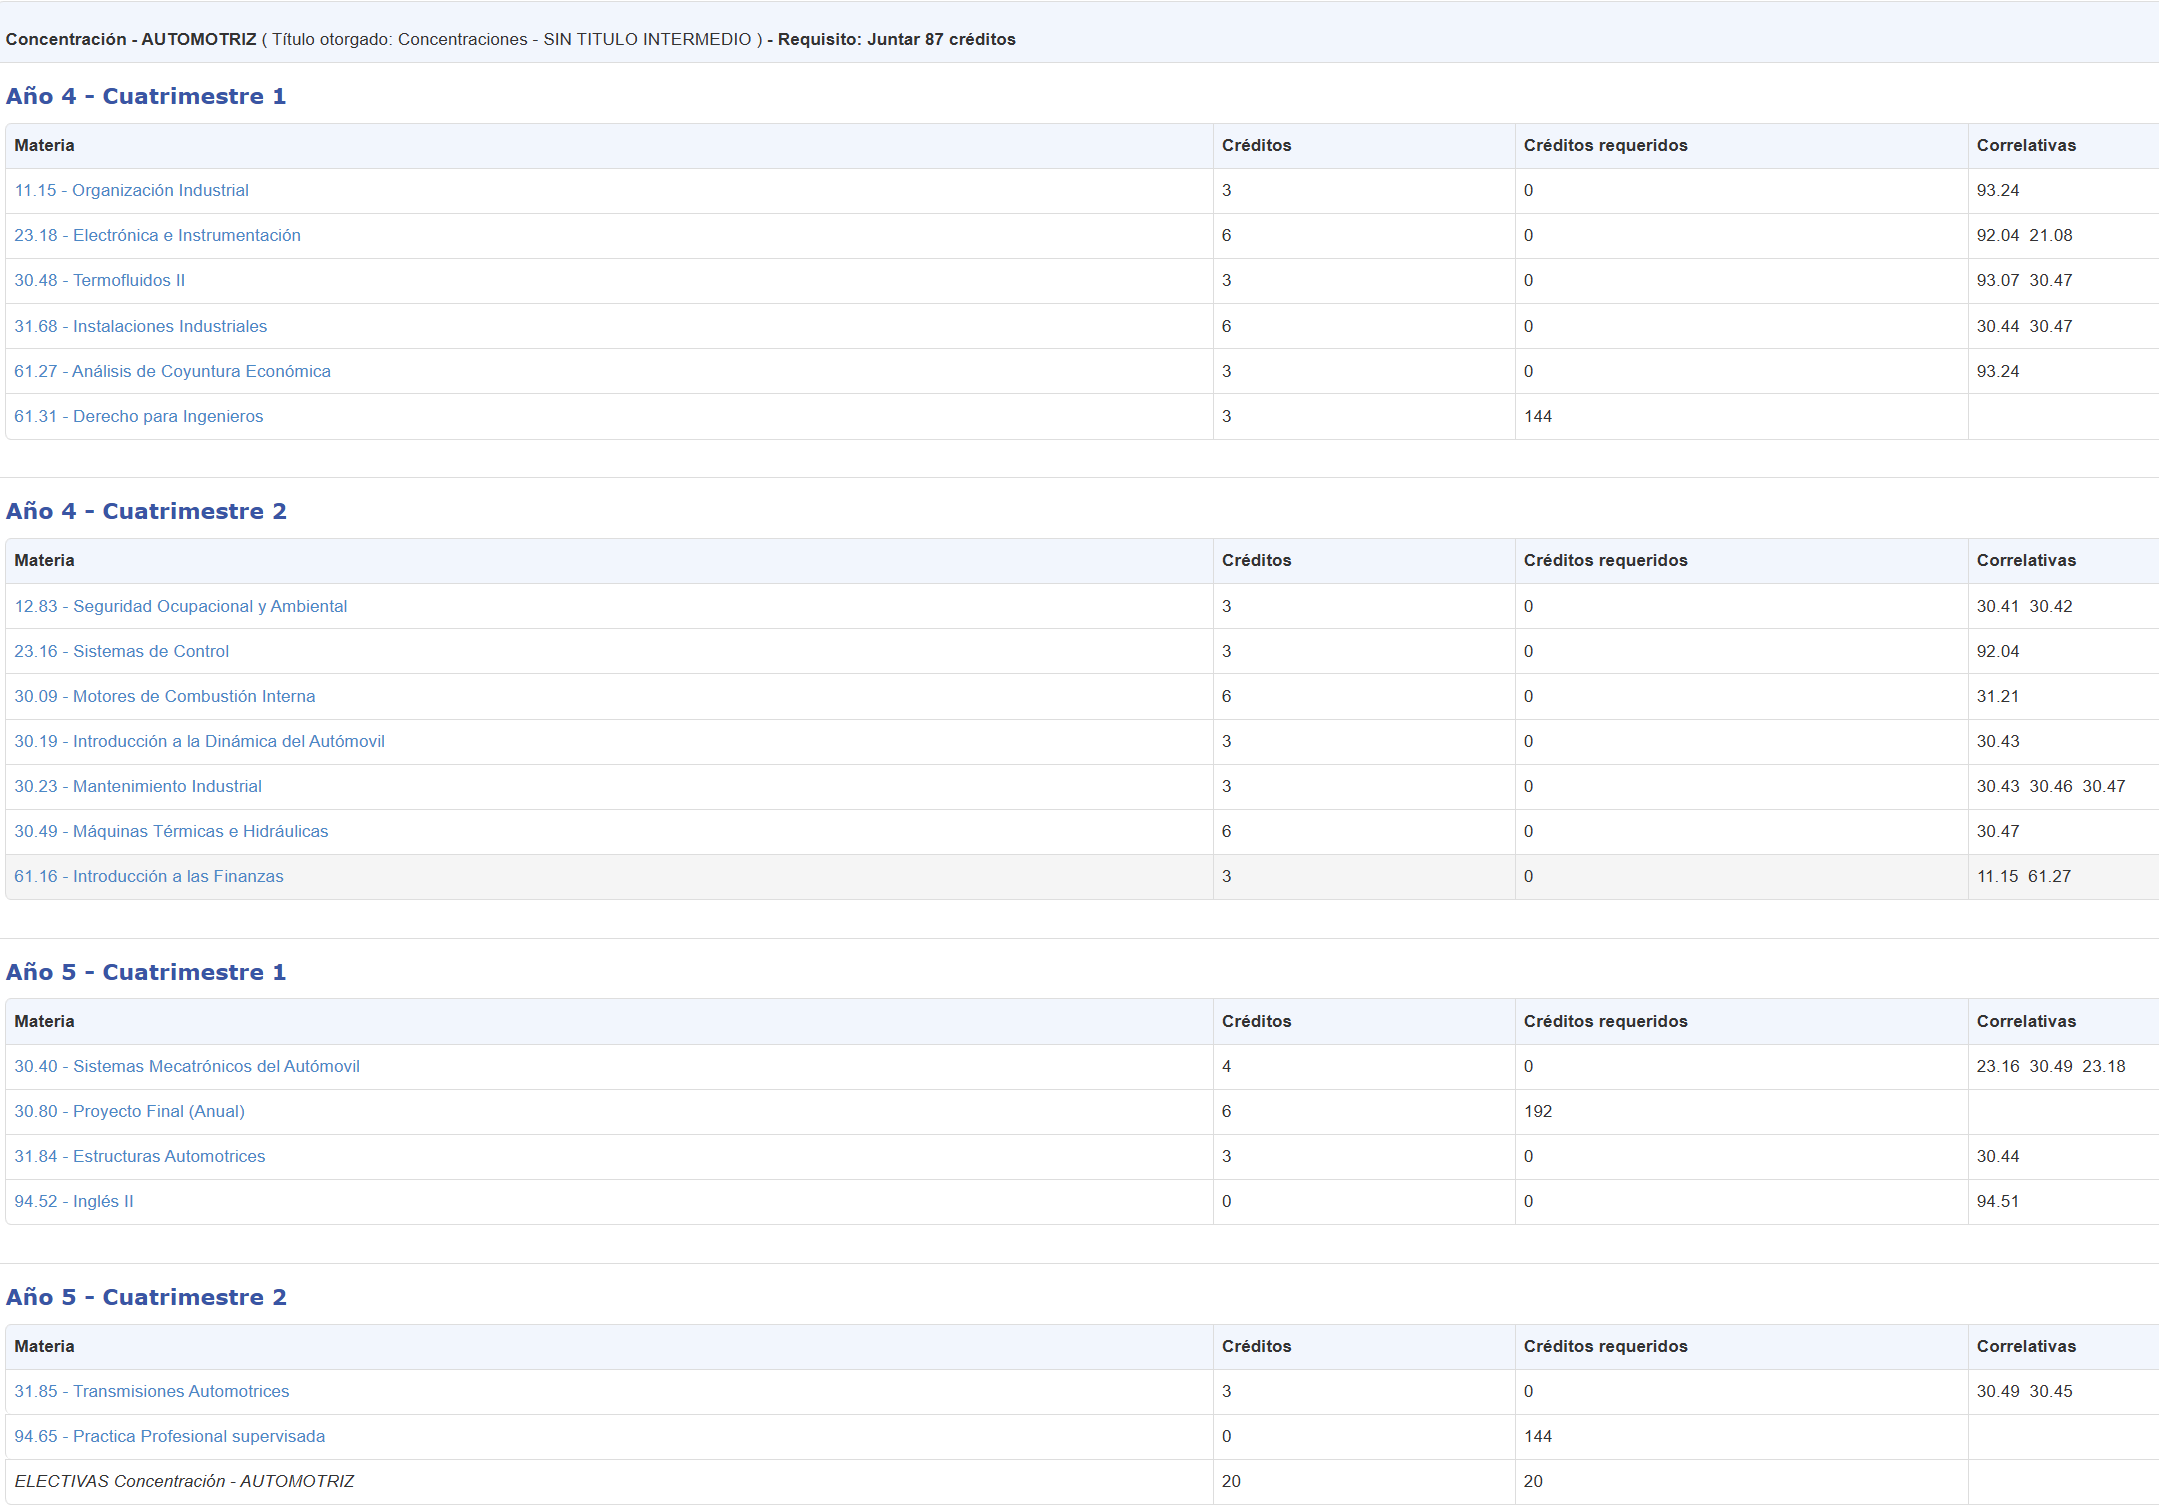 Concentración - AUTOMOTRIZ ( Título otorgado: Concentraciones - SIN TITULO INTERMEDIO ) - Requisito: Juntar 87 créditos
Año 4 - Cuatrimestre 1
Materia Créditos Créditos requeridos Correlativas
11.15 - Organización Industrial 3 0 93.24
23.18 - Electrónica e Instrumentación 6 0 92.04 21.08
30.48 - Termofluidos II 3 0 93.07 30.47
31.68 - Instalaciones Industriales 6 0 30.44 30.47
61.27 - Análisis de Coyuntura Económica 3 0 93.24
61.31 - Derecho para Ingenieros 3 144
Año 4 - Cuatrimestre 2
Materia Créditos Créditos requeridos Correlativas
12.83 - Seguridad Ocupacional y Ambiental 3 0 30.41 30.42
23.16 - Sistemas de Control 3 0 92.04
30.09 - Motores de Combustión Interna 6 0 31.21
30.19 - Introducción a la Dinámica del Autómovil 3 0 30.43
30.23 - Mantenimiento Industrial 3 0 30.43 30.46 30.47
30.49 - Máquinas Térmicas e Hidráulicas 6 0 30.47
61.16 - Introducción a las Finanzas 3 0 11.15 61.27
Año 5 - Cuatrimestre 1
Materia Créditos Créditos requeridos Correlativas
30.40 - Sistemas Mecatrónicos del Autómovil 4 0 23.16 30.49 23.18
30.80 - Proyecto Final (Anual) 6 192
31.84 - Estructuras Automotrices 3 0 30.44
94.52 - Inglés II 0 0 94.51
Año 5 - Cuatrimestre 2
Materia Créditos Créditos requeridos Correlativas
31.85 - Transmisiones Automotrices 3 0 30.49 30.45
94.65 - Practica Profesional supervisada 0 144
ELECTIVAS Concentración - AUTOMOTRIZ 20 20